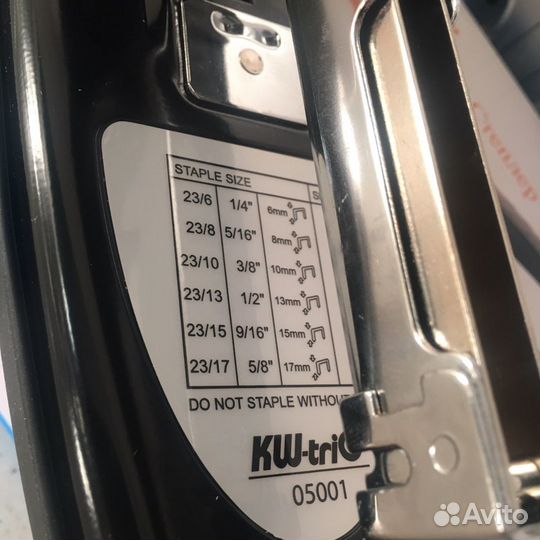 STAPLE SIZE
23/6 1/4" 6mm
23/8 5/16" 8mm
23/10 3/8" 10mm
23/13 1/2" 13mm
23/15 9/16" 15mm
23/17 5/8" 17mm
DO NOT STAPLE WITHOUT
KW-triO
05001
Степлер
Avito